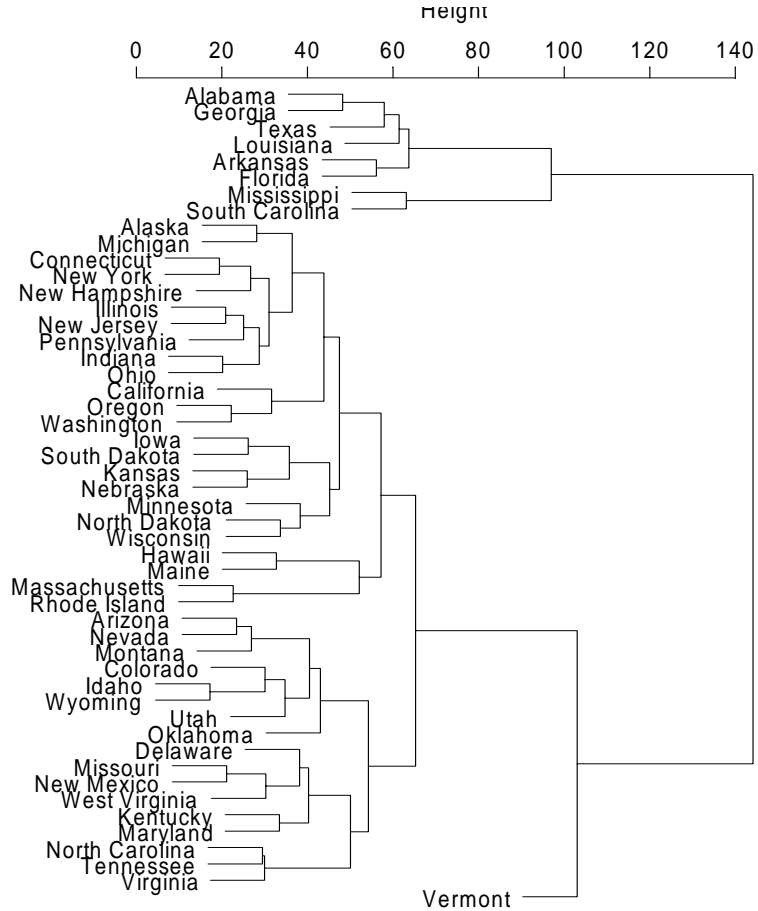 Height
0 20 40 60 80 100 120 140
Alabama
Georgia
Texas
Louisiana
Arkansas
Florida
Mississippi
South Carolina
Alaska
Michigan
Connecticut
New York
New Hampshire
Illinois
New Jersey
Pennsylvania
Indiana
Ohio
California
Oregon
Washington
Iowa
South Dakota
Kansas
Nebraska
Minnesota
North Dakota
Wisconsin
Hawaii
Maine
Massachusetts
Rhode Island
Arizona
Nevada
Montana
Colorado
Idaho
Wyoming
Utah
Oklahoma
Delaware
Missouri
New Mexico
West Virginia
Kentucky
Maryland
North Carolina
Tennessee
Virginia
Vermont